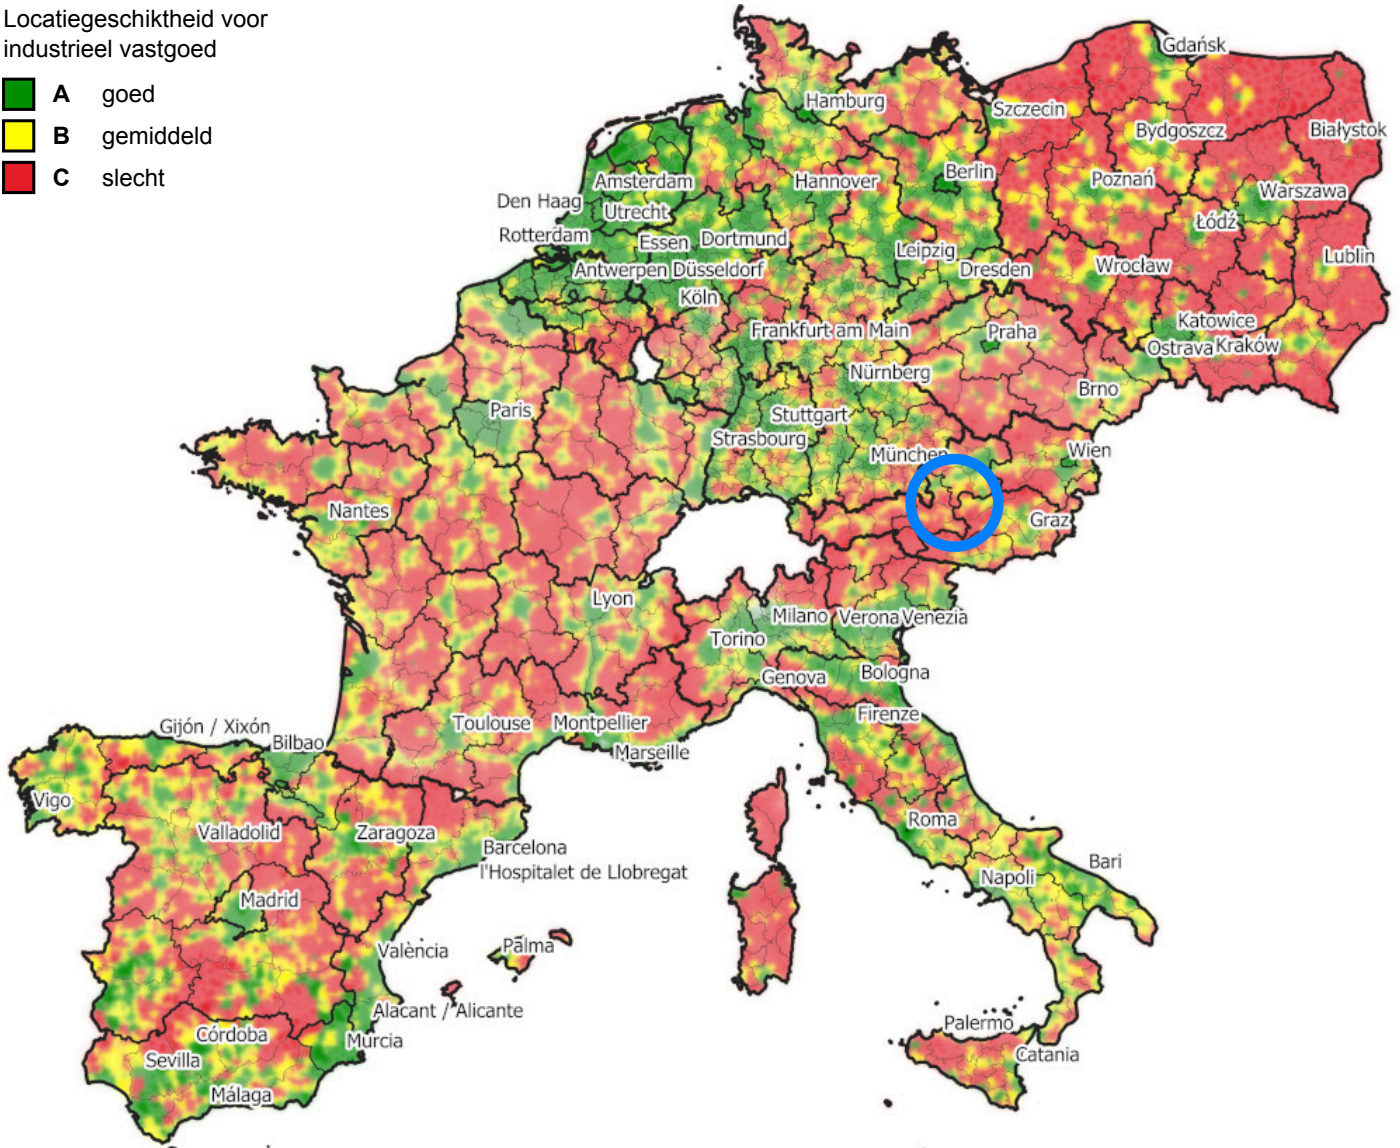 Locatiegeschiktheid voor
industrieel vastgoed
A goed
B gemiddeld
C slecht
Gdańsk
Hamburg
Szczecin
Bydgoszcz
Białystok
Berlin
Amsterdam
Hannover
Poznań
Warszawa
Den Haag
Utrecht
Łódź
Rotterdam
Essen
Dortmund
Leipzig
Lublin
Antwerpen
Düsseldorf
Dresden
Wrocław
Köln
Katowice
Frankfurt am Main
Praha
Ostrava
Kraków
Nürnberg
Brno
Paris
Stuttgart
Strasbourg
München
Wien
Nantes
Graz
Lyon
Milano
Verona
Venezia
Torino
Genova
Bologna
Firenze
Gijón / Xixón
Toulouse
Montpellier
Bilbao
Marseille
Vigo
Valladolid
Zaragoza
Roma
Barcelona
l'Hospitalet de Llobregat
Bari
Napoli
Madrid
València
Palma
Alacant / Alicante
Palermo
Córdoba
Murcia
Catania
Sevilla
Málaga